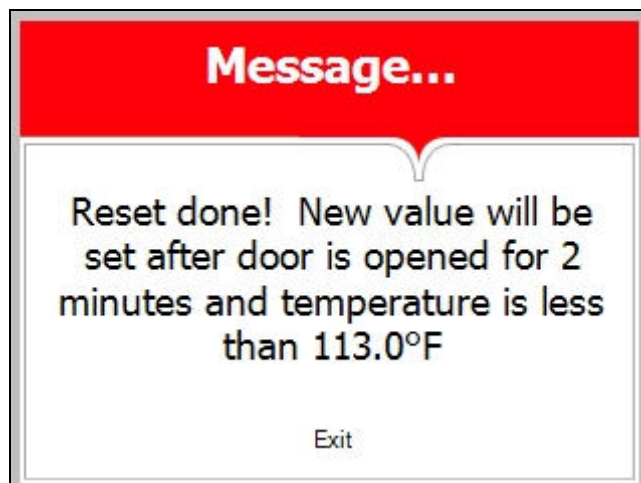 Message...
Reset done!  New value will be
set after door is opened for 2
minutes and temperature is less
than 113.0°F
Exit